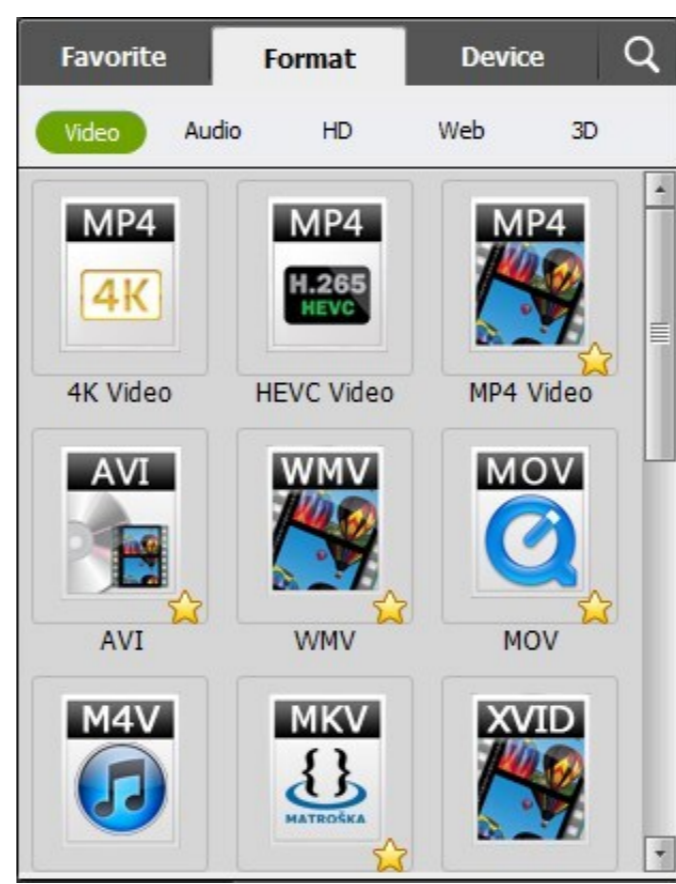 Favorite Format Device
Video Audio HD Web 3D
MP4 MP4 MP4
4K H.265
HEVC
4K Video HEVC Video MP4 Video
AVI WMV MOV
AVI WMV MOV
M4V MKV XVID
{}
MATROŠKA